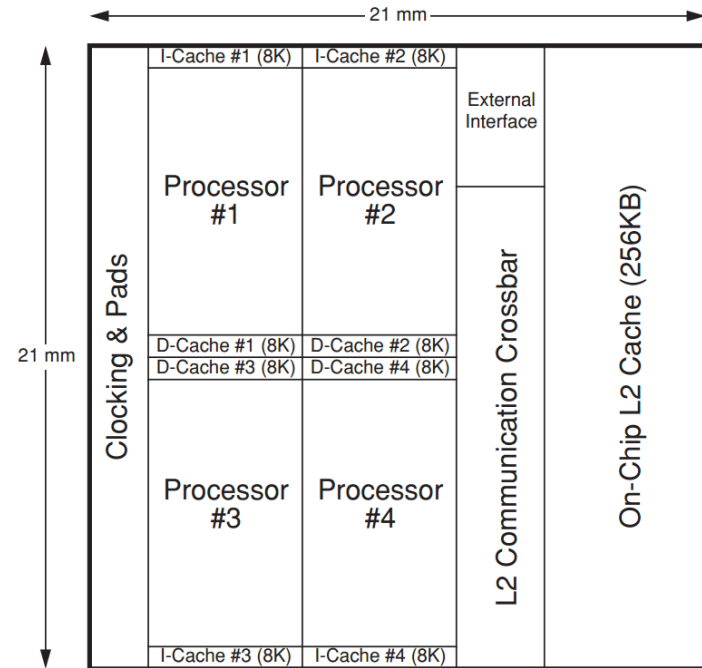 21 mm
I-Cache #1 (8K)
I-Cache #2 (8K)
External
Interface
Processor
#1
Processor
#2
21 mm
Clocking & Pads
D-Cache #1 (8K)
D-Cache #2 (8K)
D-Cache #3 (8K)
D-Cache #4 (8K)
L2 Communication Crossbar
On-Chip L2 Cache (256KB)
Processor
#3
Processor
#4
I-Cache #3 (8K)
I-Cache #4 (8K)